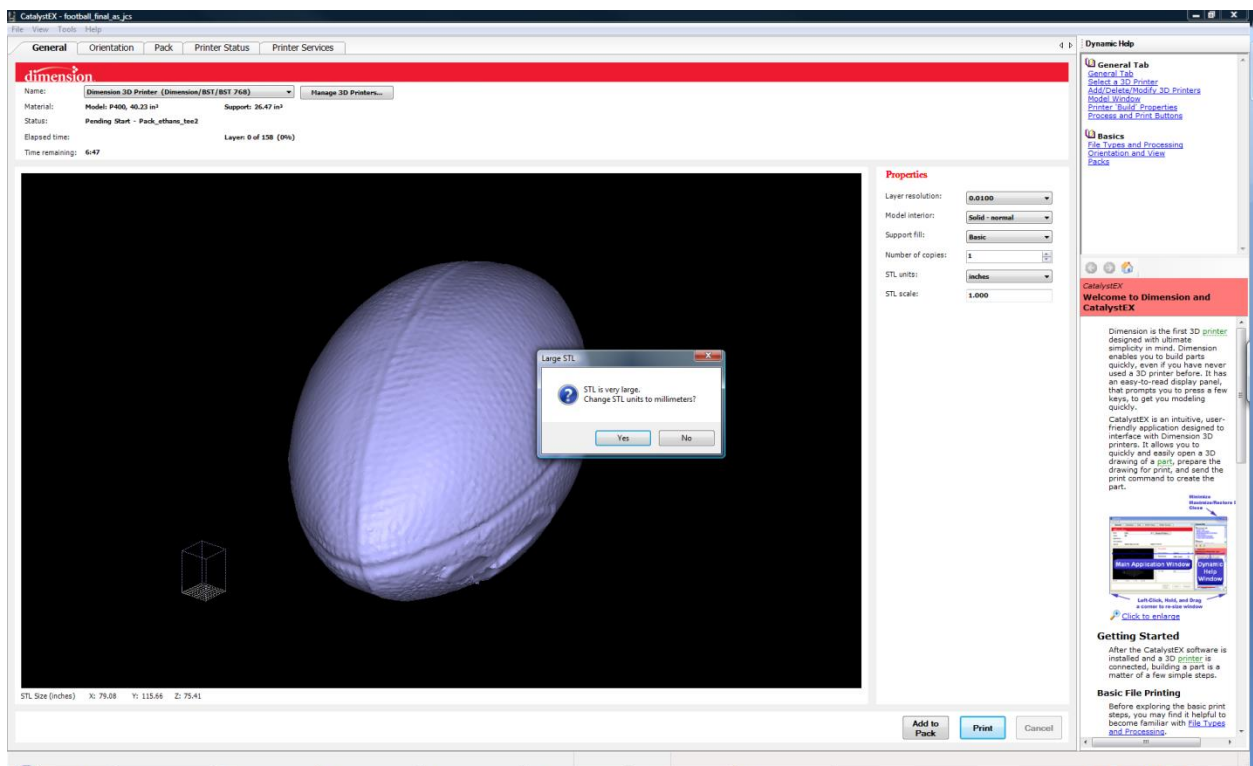 CatalystEX - football_final_as_jcs
File View Tools Help
General Orientation Pack Printer Status Printer Services
dimension
Name: Dimension 3D Printer (Dimension/BST/BST 768) Manage 3D Printers...
Material: Model: P400, 40.23 in³ Support: 26.47 in³
Status: Pending Start - Pack_ethans_tee2
Elapsed time: Layer: 0 of 158 (0%)
Time remaining: 6:47
Properties
Layer resolution: 0.0100
Model interior: Solid - normal
Support fill: Basic
Number of copies: 1
STL units: inches
STL scale: 1.000
Large STL
STL is very large.
Change STL units to millimeters?
Yes No
STL Size (inches) X: 79.08 Y: 115.66 Z: 75.41
Add to
Pack
Print Cancel
Dynamic Help
General Tab
General Tab
Select a 3D Printer
Add/Delete/Modify 3D Printers
Model Window
Printer 'Build' Properties
Process and Print Buttons
Basics
File Types and Processing
Orientation and View
Packs
CatalystEX
Welcome to Dimension and
CatalystEX
Dimension is the first 3D printer
designed with ultimate
simplicity in mind. Dimension
enables you to build parts
quickly, even if you have never
used a 3D printer before. It has
an easy-to-read display panel,
that prompts you to press a few
keys, to get you modeling
quickly.
CatalystEX is an intuitive, user-
friendly application designed to
interface with Dimension 3D
printers. It allows you to
quickly and easily open a 3D
drawing of a part, prepare the
drawing for print, and send the
print command to create the
part.
Minimize
Maximize/Restore
Close
Main Application Window
Dynamic
Help
Window
Left-Click, Hold, and Drag
a corner to re-size window
Click to enlarge
Getting Started
After the CatalystEX software is
installed and a 3D printer is
connected, building a part is a
matter of a few simple steps.
Basic File Printing
Before exploring the basic print
steps, you may find it helpful to
become familiar with File Types
and Processing.